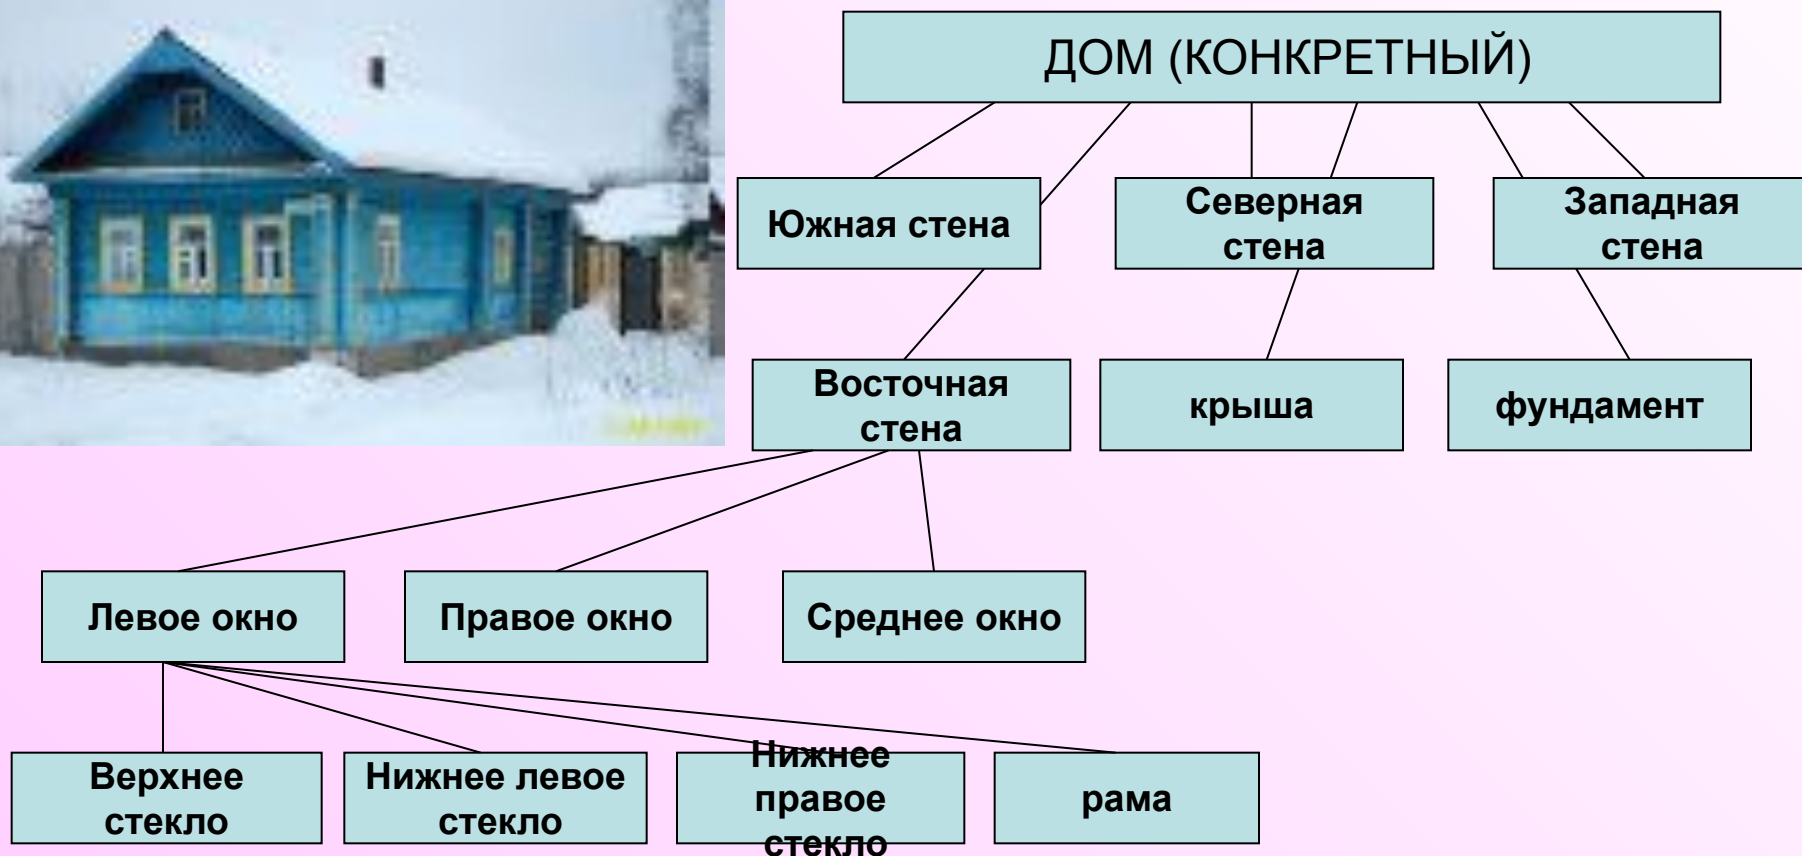 ДОМ (КОНКРЕТНЫЙ)
Южная стена
Северная
стена
Западная
стена
Восточная
стена
крыша
фундамент
Левое окно
Правое окно
Среднее окно
Верхнее
стекло
Нижнее левое
стекло
Нижнее
правое
стекло
рама